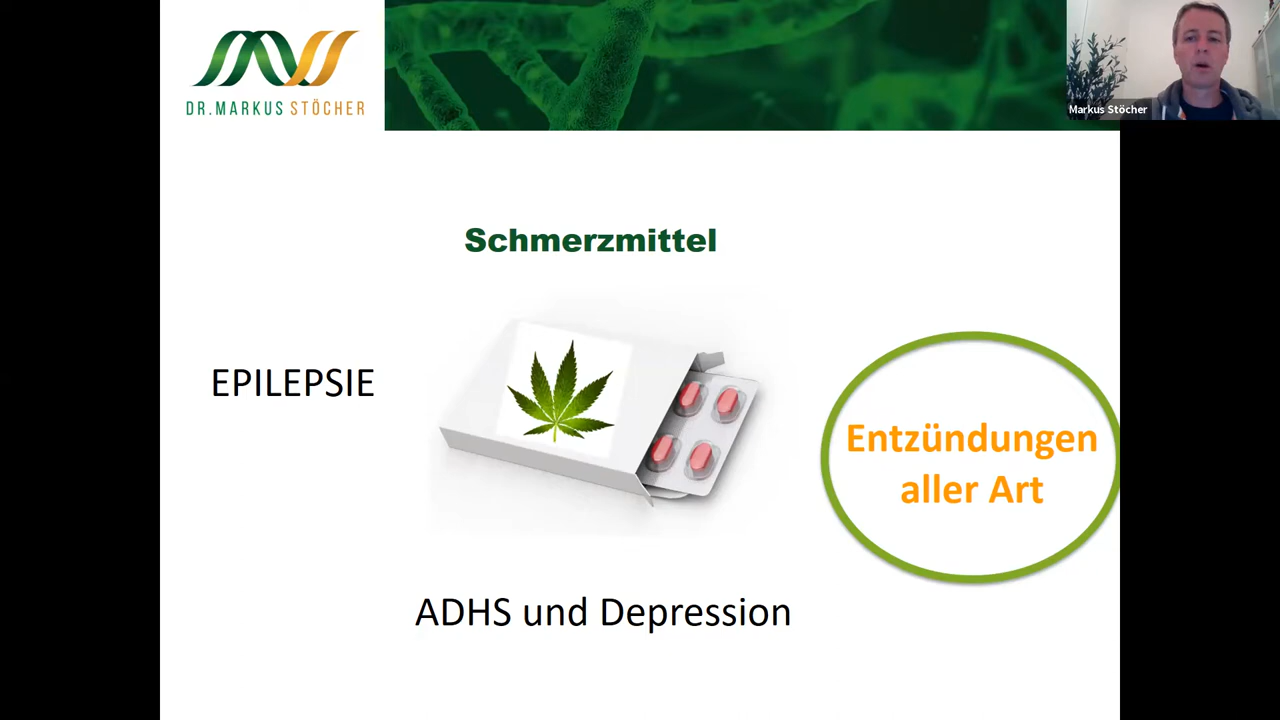 DR.MARKUS STÖCHER
Markus Stöcher
Schmerzmittel
EPILEPSIE
Entzündungen
aller Art
ADHS und Depression